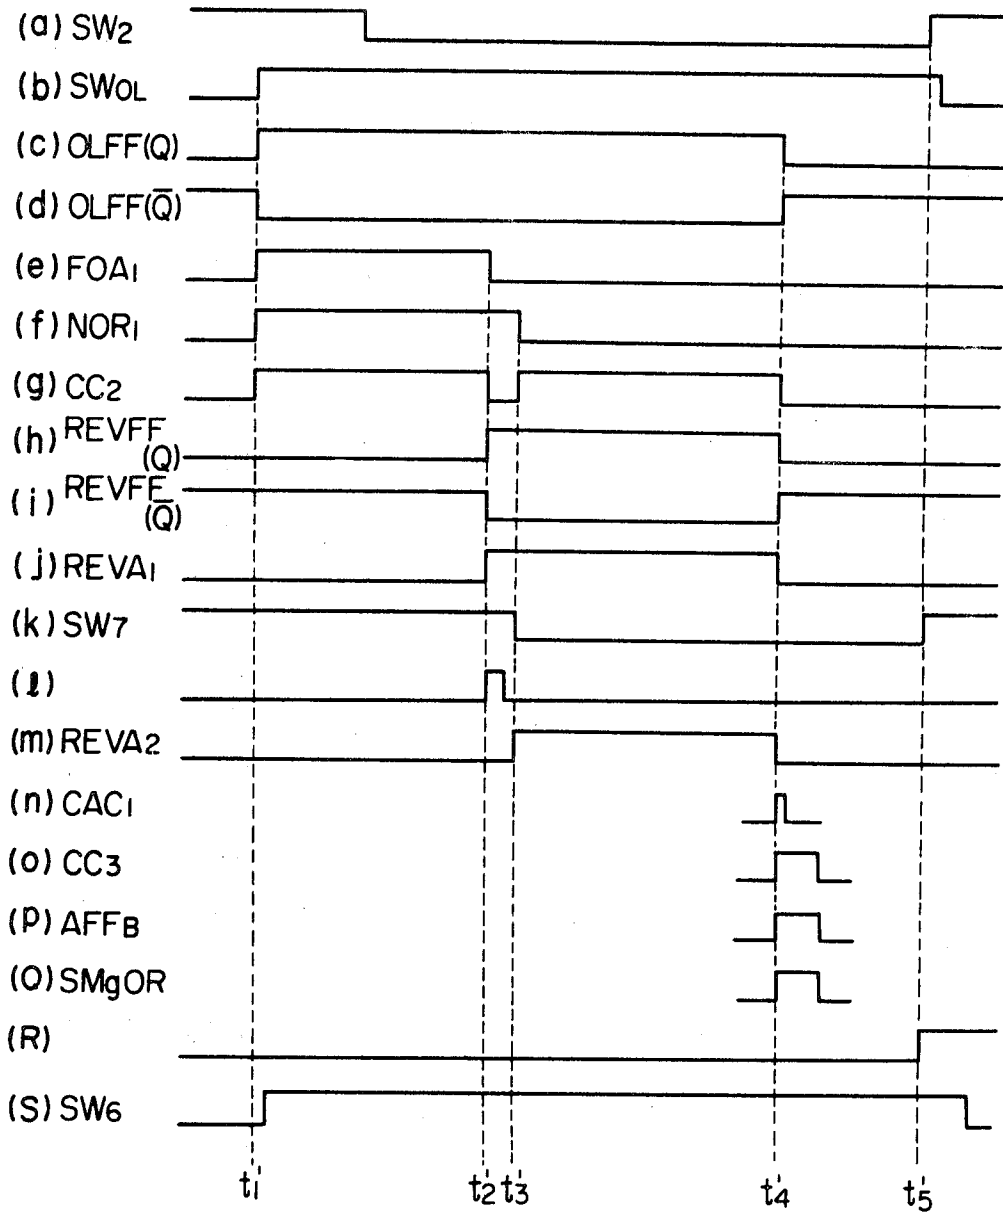 (a) SW2
(b) SWOL
(c) OLFF(Q)
(d) OLFF(Q̄)
(e) FOA1
(f) NOR1
(g) CC2
(h) REVFF
(Q)
(i) REVFF
(Q̄)
(j) REVA1
(k) SW7
(l)
(m) REVA2
(n) CAC1
(o) CC3
(p) AFFB
(O) SMgOR
(R)
(S) SW6
t1' t2' t3' t4' t5'